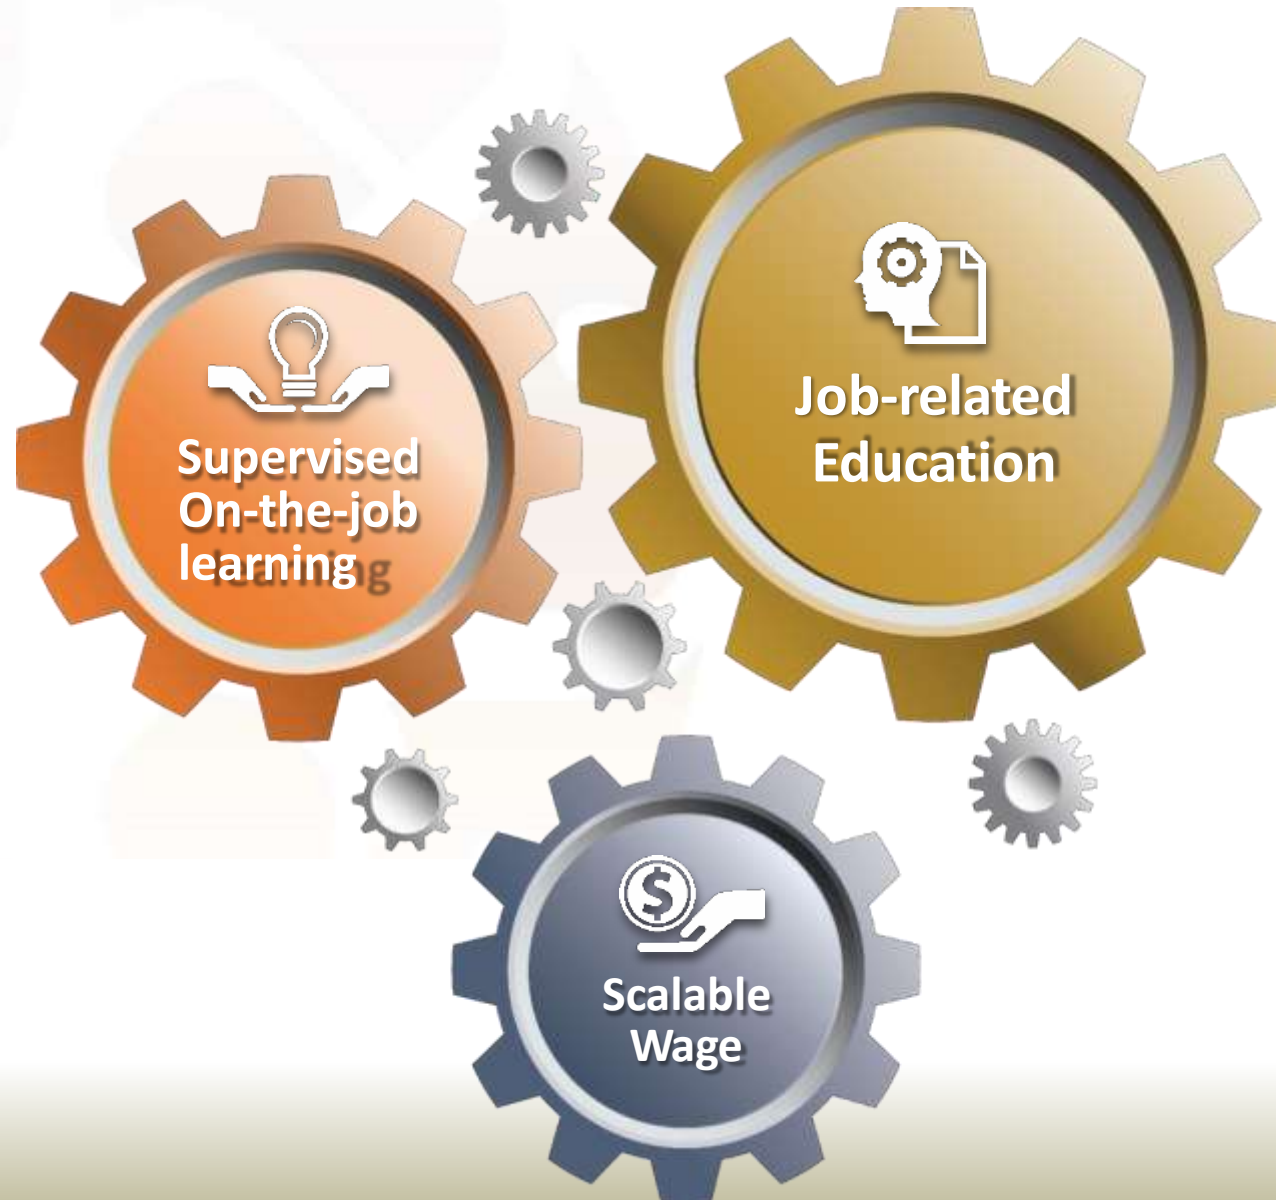 Supervised
On-the-job
learning
Job-related
Education
$
Scalable
Wage